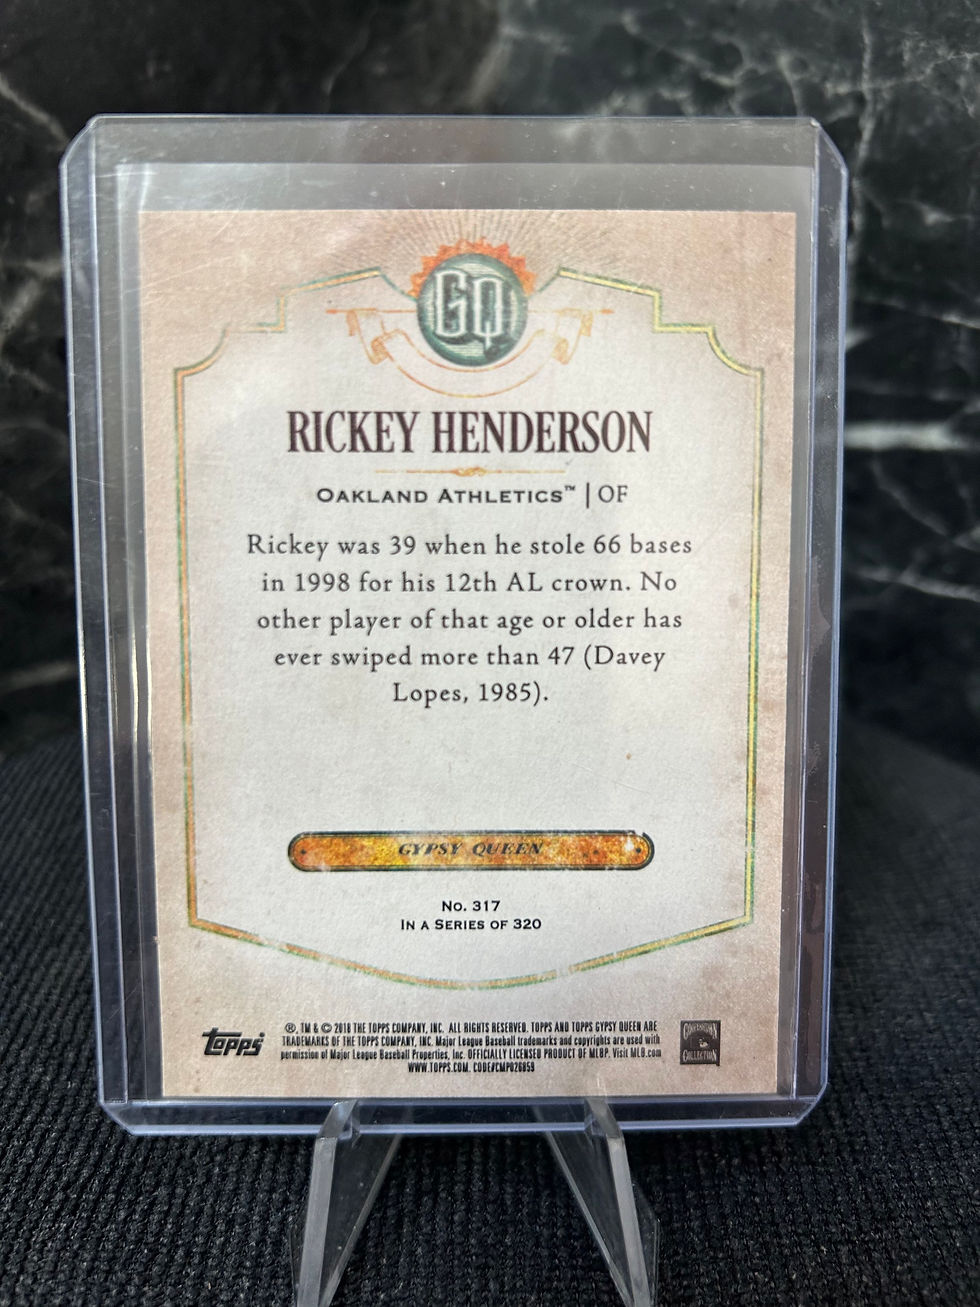 GQ
RICKEY HENDERSON
OAKLAND ATHLETICS™ | OF
Rickey was 39 when he stole 66 bases
in 1998 for his 12th AL crown. No
other player of that age or older has
ever swiped more than 47 (Davey
Lopes, 1985).
GYPSY QUEEN
No. 317
IN A SERIES OF 320
topps
®, TM & © 2018 THE TOPPS COMPANY, INC. ALL RIGHTS RESERVED. TOPPS AND TOPPS GYPSY QUEEN ARE
TRADEMARKS OF THE TOPPS COMPANY, INC. Major League Baseball trademarks and copyrights are used with
permission of Major League Baseball Properties, Inc. OFFICIALLY LICENSED PRODUCT OF MLBP. Visit MLB.com
WWW.TOPPS.COM. CODE#CMP026859
COOPERSTOWN
COLLECTION